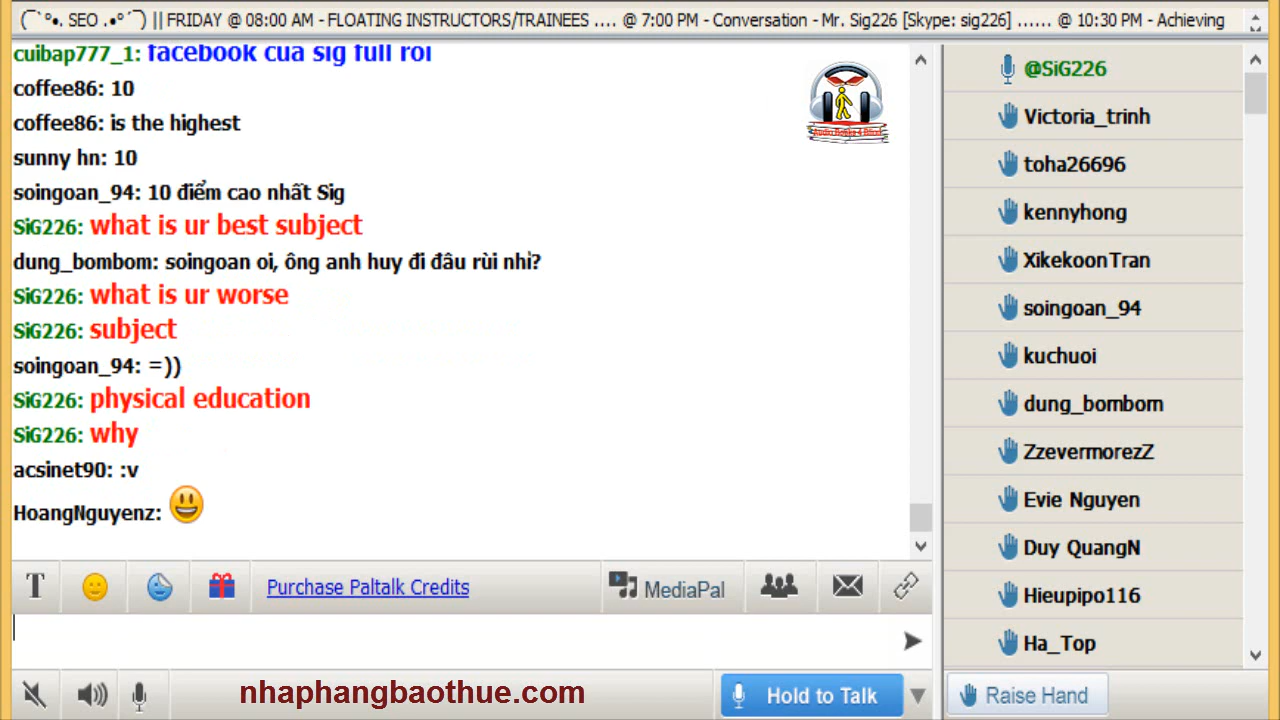 (¯`°•. SEO .•°´¯) || FRIDAY @ 08:00 AM - FLOATING INSTRUCTORS/TRAINEES .... @ 7:00 PM - Conversation - Mr. Sig226 [Skype: sig226] ...... @ 10:30 PM - Achieving
cuibap777_1: facebook cua sig full roi
coffee86: 10
coffee86: is the highest
sunny hn: 10
soingoan_94: 10 điểm cao nhất Sig
SiG226: what is ur best subject
dung_bombom: soingoan oi, ông anh huy đi đâu rùi nhỉ?
SiG226: what is ur worse
SiG226: subject
soingoan_94: =))
SiG226: physical education
SiG226: why
acsinet90: :v
HoangNguyenz:
@SiG226
Victoria_trinh
toha26696
kennyhong
XikekoonTran
soingoan_94
kuchuoi
dung_bombom
ZzevermorezZ
Evie Nguyen
Duy QuangN
Hieupipo116
Ha_Top
T
Purchase Paltalk Credits
MediaPal
nhaphangbaothue.com
Hold to Talk
Raise Hand